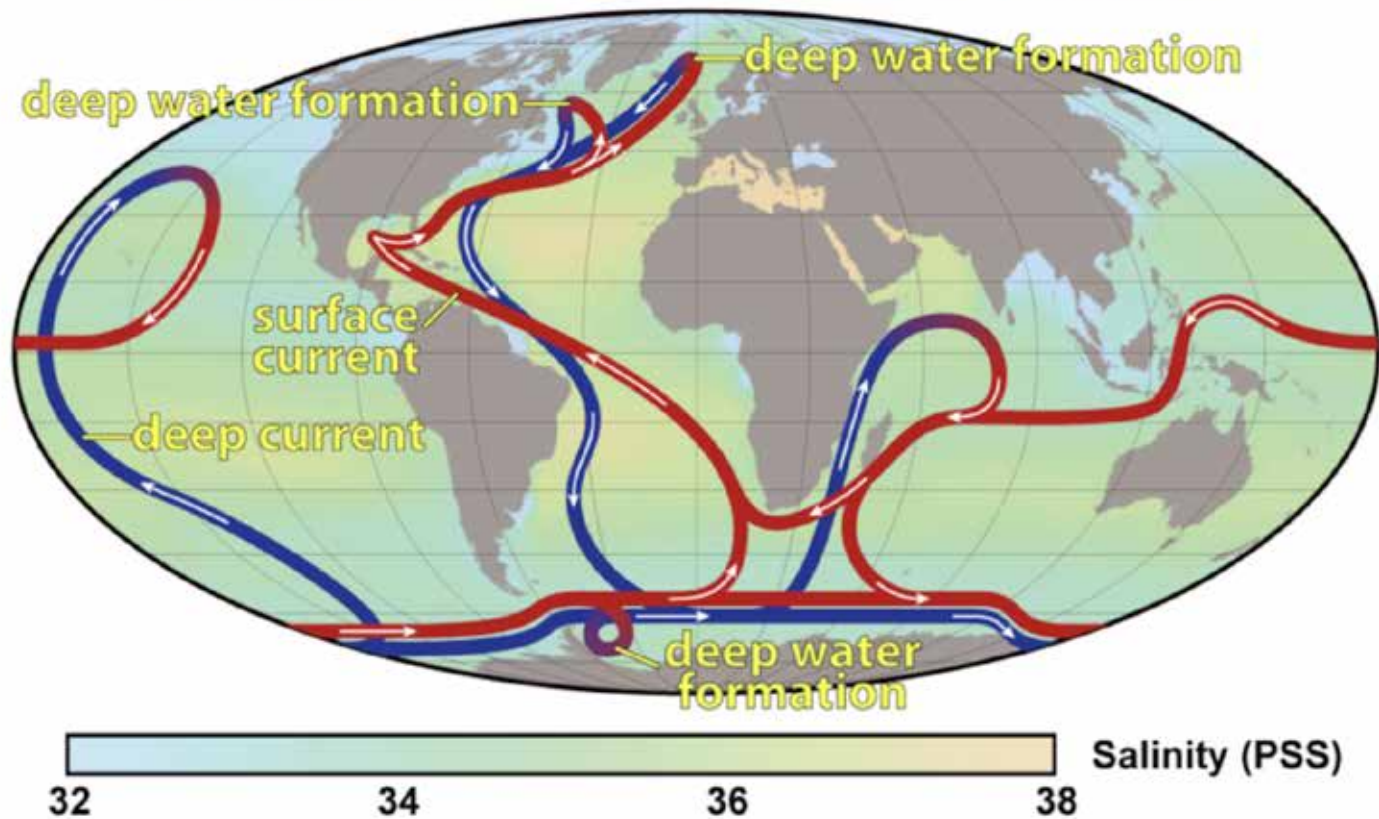 deep water formation
deep water formation
surface
current
deep current
deep water
formation
Salinity (PSS)
32 34 36 38